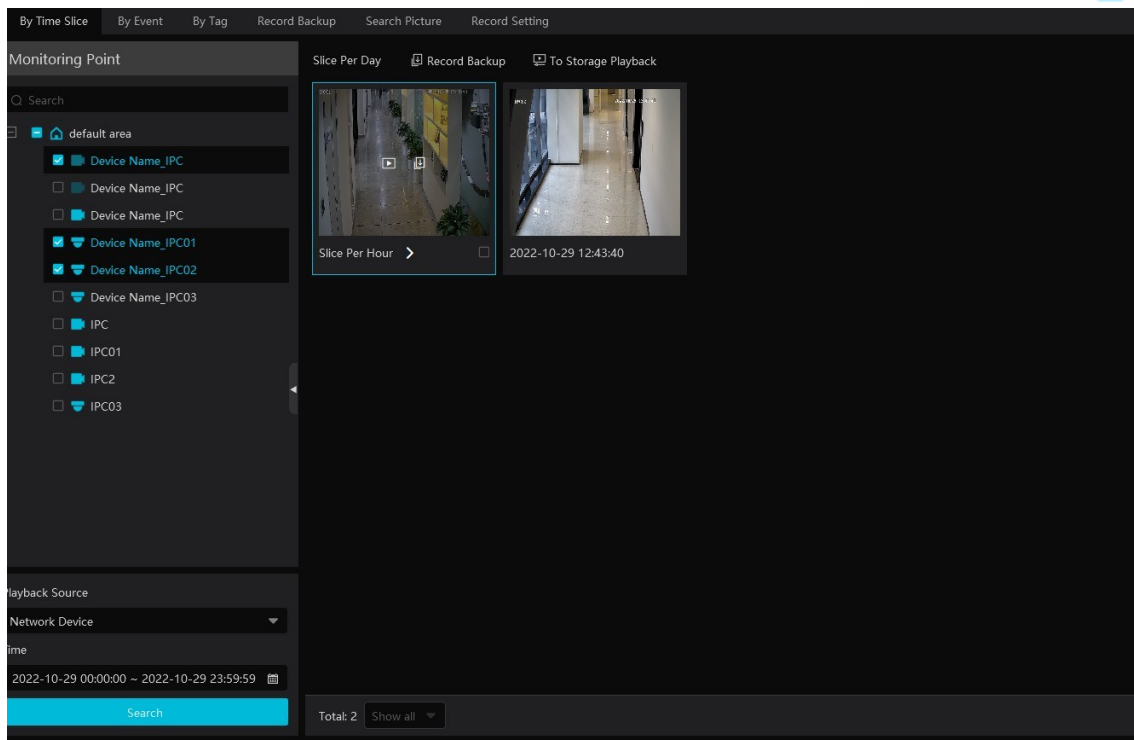 By Time Slice By Event By Tag Record Backup Search Picture Record Setting
Monitoring Point
Search
default area
Device Name_IPC
Device Name_IPC
Device Name_IPC
Device Name_IPC01
Device Name_IPC02
Device Name_IPC03
IPC
IPC01
IPC2
IPC03
layback Source
Network Device
ime
2022-10-29 00:00:00 ~ 2022-10-29 23:59:59
Search
Slice Per Day Record Backup To Storage Playback
Slice Per Hour
2022-10-29 12:43:40
Total: 2 Show all